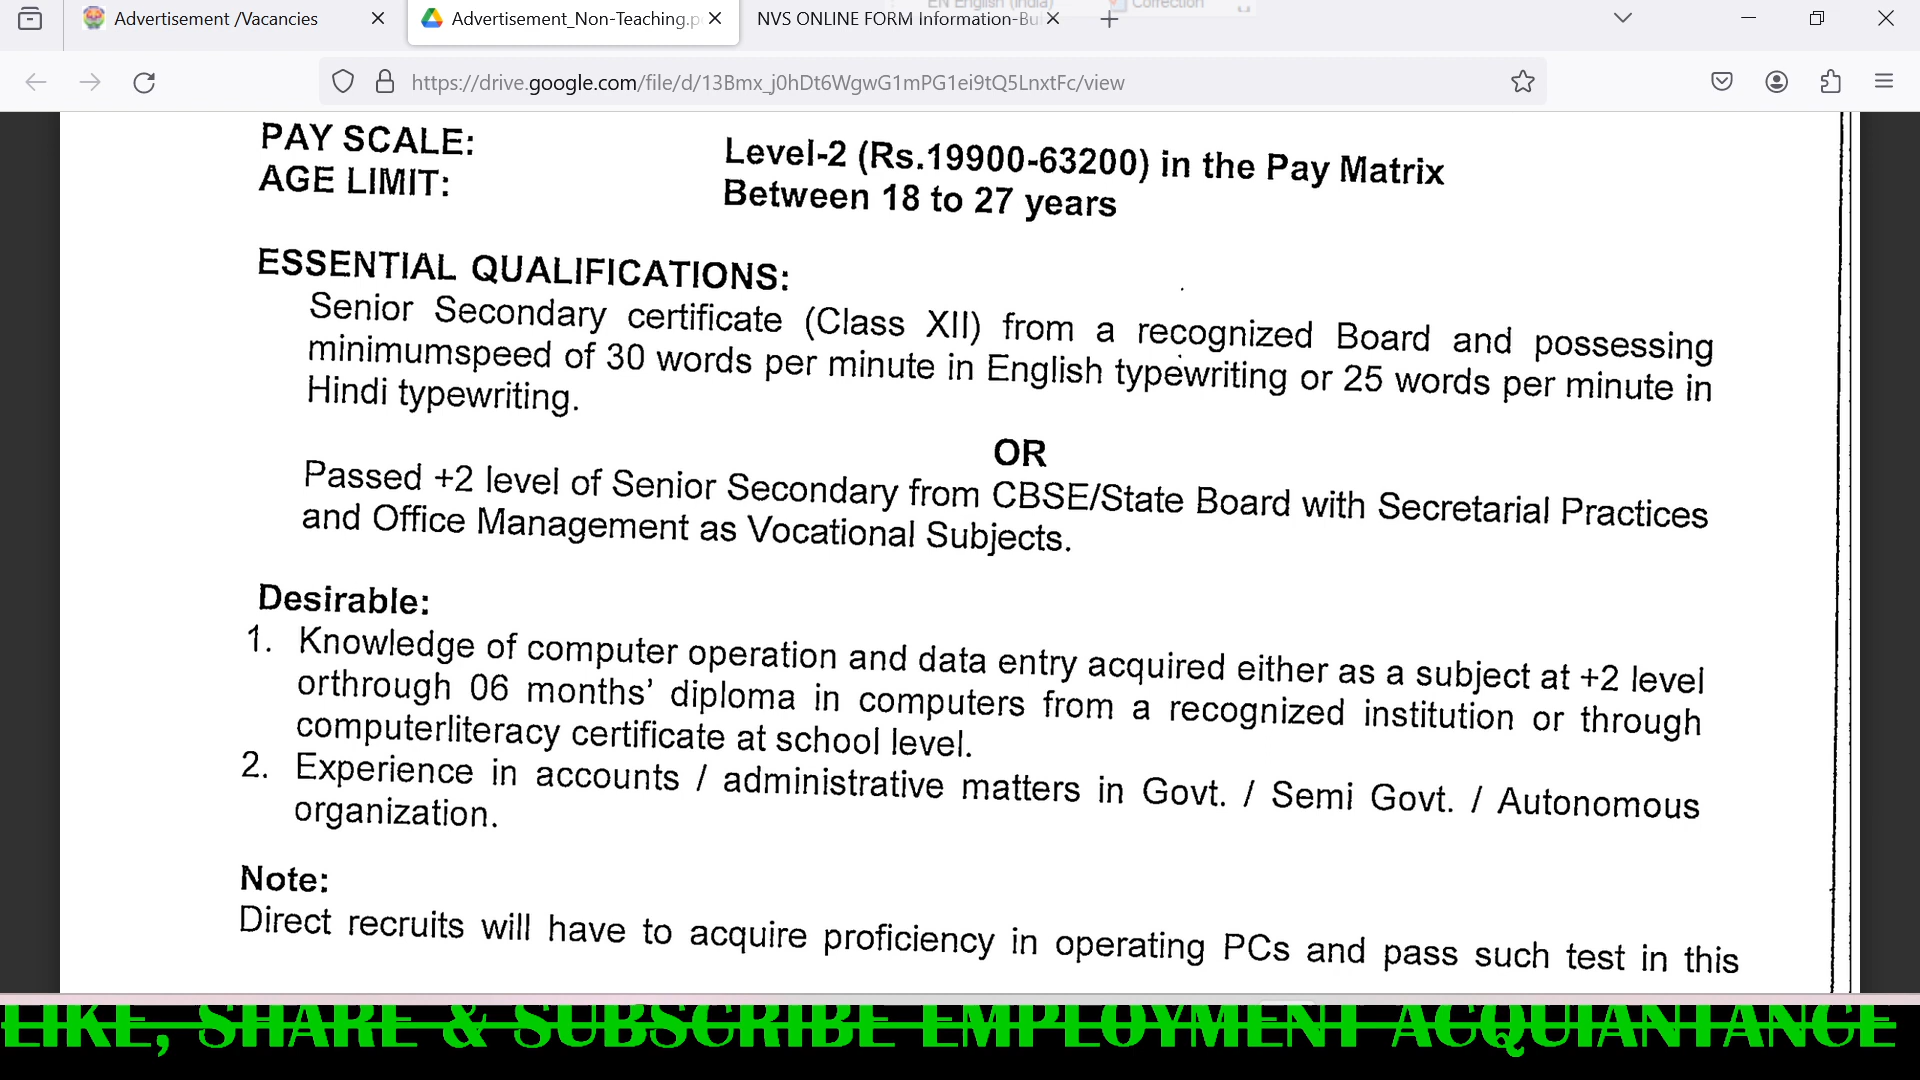 Advertisement /Vacancies
Advertisement_Non-Teaching.p
NVS ONLINE FORM Information-Bu
EN English (India)
Correction
https://drive.google.com/file/d/13Bmx_j0hDt6WgwG1mPG1ei9tQ5LnxtFc/view
PAY SCALE: Level-2 (Rs.19900-63200) in the Pay Matrix
AGE LIMIT: Between 18 to 27 years
ESSENTIAL QUALIFICATIONS:
Senior Secondary certificate (Class XII) from a recognized Board and possessing
minimumspeed of 30 words per minute in English typewriting or 25 words per minute in
Hindi typewriting.
OR
Passed +2 level of Senior Secondary from CBSE/State Board with Secretarial Practices
and Office Management as Vocational Subjects.
Desirable:
1. Knowledge of computer operation and data entry acquired either as a subject at +2 level
orthrough 06 months’ diploma in computers from a recognized institution or through
computerliteracy certificate at school level.
2. Experience in accounts / administrative matters in Govt. / Semi Govt. / Autonomous
organization.
Note:
Direct recruits will have to acquire proficiency in operating PCs and pass such test in this
LIKE, SHARE & SUBSCRIBE EMPLOYMENT ACQUIANTANCE